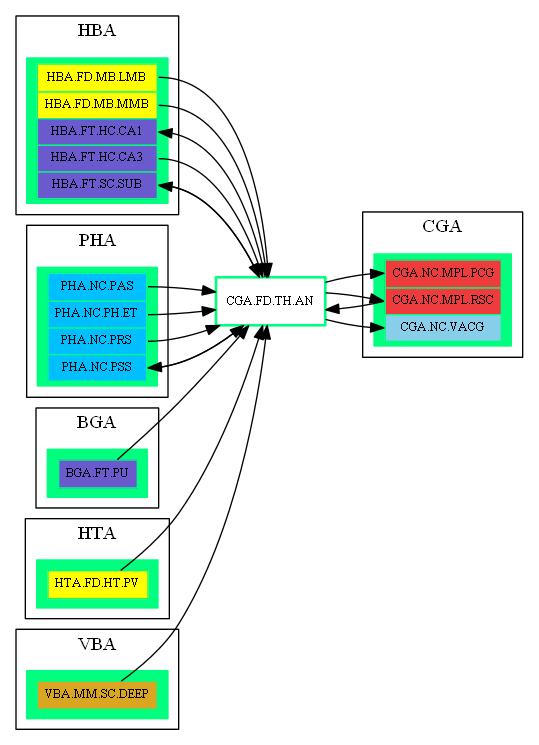 HBA
HBA.FD.MB.LMB
HBA.FD.MB.MMB
HBA.FT.HC.CA1
HBA.FT.HC.CA3
HBA.FT.SC.SUB
PHA
PHA.NC.PAS
PHA.NC.PH.ET
PHA.NC.PRS
PHA.NC.PSS
CGA.FD.TH.AN
CGA
CGA.NC.MPL.PCG
CGA.NC.MPL.RSC
CGA.NC.VACG
BGA
BGA.FT.PU
HTA
HTA.FD.HT.PV
VBA
VBA.MM.SC.DEEP